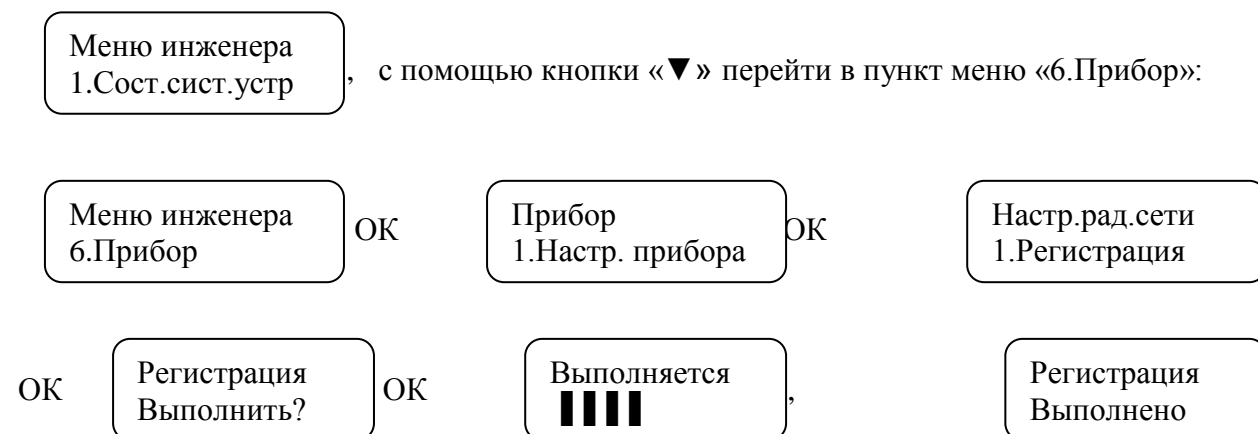 Меню инженера
1.Сост.сист.устр , с помощью кнопки «▼» перейти в пункт меню «6.Прибор»:
Меню инженера
6.Прибор
ОК
Прибор
1.Настр. прибора
ОК
Настр.рад.сети
1.Регистрация
ОК
Регистрация
Выполнить?
ОК
Выполняется
▐▐▐▐
,
Регистрация
Выполнено